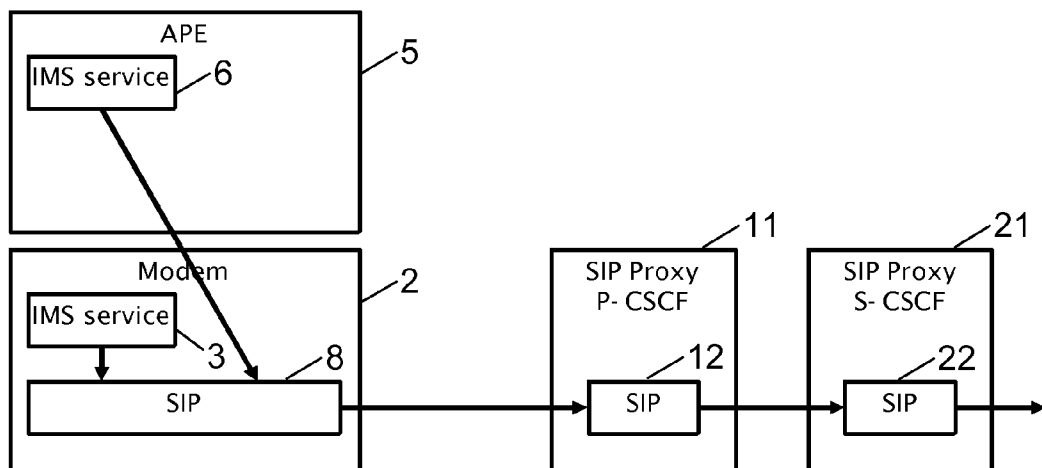 APE
IMS service
6
5
Modem
2
IMS service
3
8
SIP
11
SIP Proxy
P- CSCF
12
SIP
21
SIP Proxy
S- CSCF
22
SIP